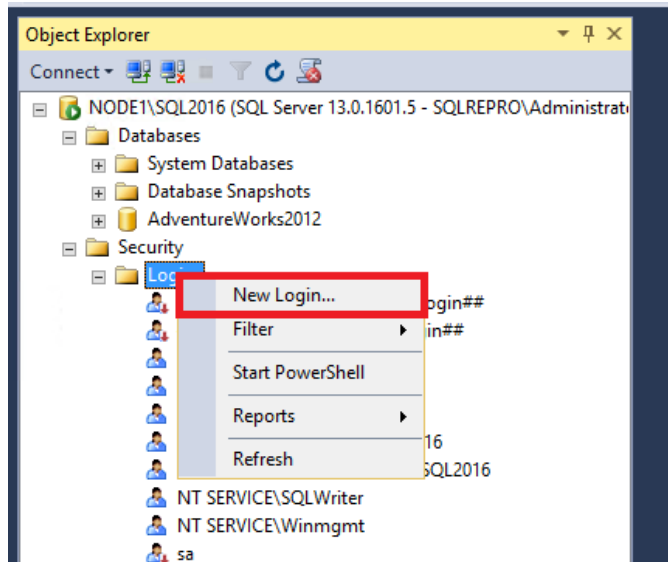 Object Explorer
Connect
NODE1\SQL2016 (SQL Server 13.0.1601.5 - SQLREPRO\Administrat
Databases
System Databases
Database Snapshots
AdventureWorks2012
Security
New Login...
ogin##
Filter
in##
Start PowerShell
Reports
16
Refresh
SQL2016
NT SERVICE\SQLWriter
NT SERVICE\Winmgmt
sa